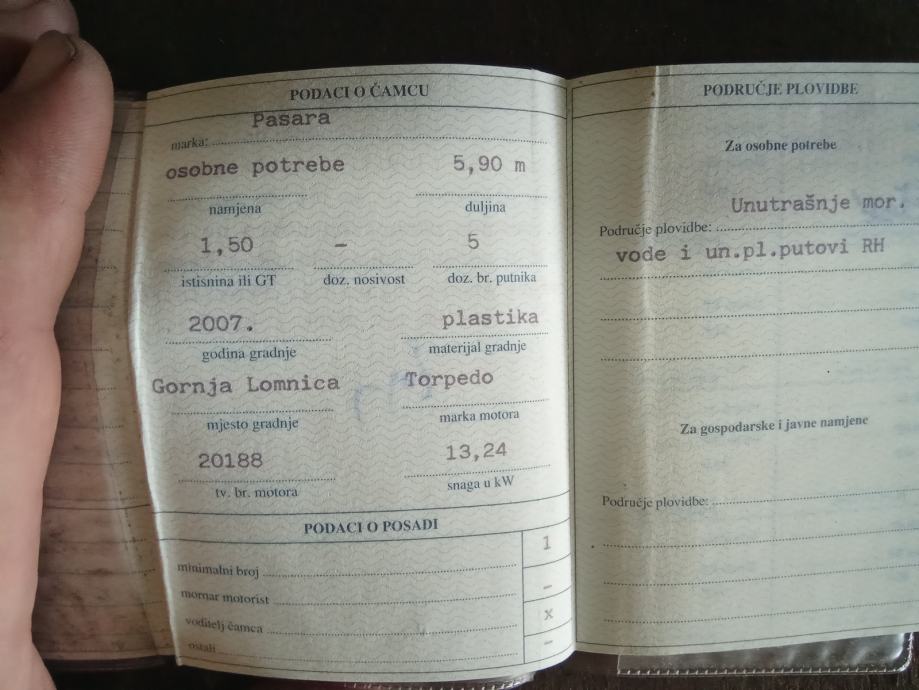 PODACI O ČAMCU
Pasara
marka:
osobne potrebe 5,90 m
namjena duljina
1,50 – 5
istisnina ili GT doz. nosivost doz. br. putnika
2007. plastika
godina gradnje materijal gradnje
Gornja Lomnica Torpedo
mjesto gradnje marka motora
20188 13,24
tv. br. motora snaga u kW
PODACI O POSADI
minimalni broj 1
mornar motorist –
voditelj čamca x
ostali –
PODRUČJE PLOVIDBE
Za osobne potrebe
Unutrašnje mor.
Područje plovidbe:
vode i un.pl.putovi RH
Za gospodarske i javne namjene
Područje plovidbe: